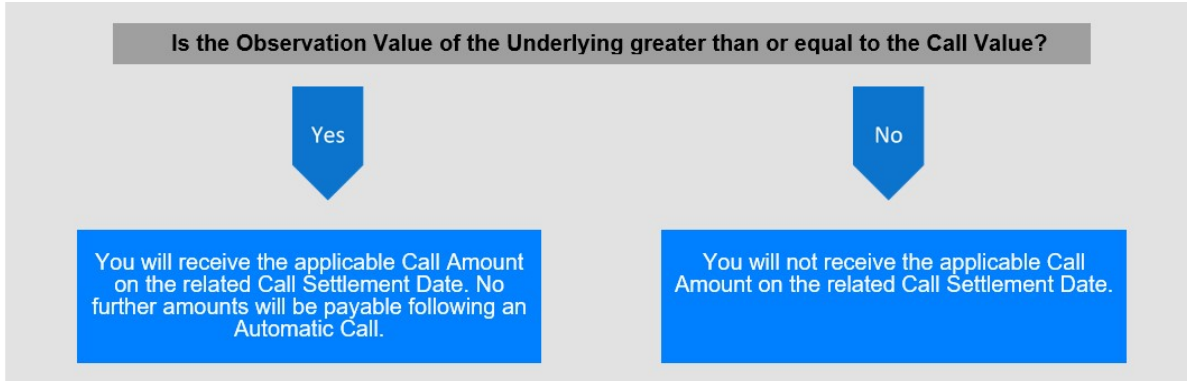 Is the Observation Value of the Underlying greater than or equal to the Call Value?
Yes
No
You will receive the applicable Call Amount
on the related Call Settlement Date. No
further amounts will be payable following an
Automatic Call.
You will not receive the applicable Call
Amount on the related Call Settlement Date.